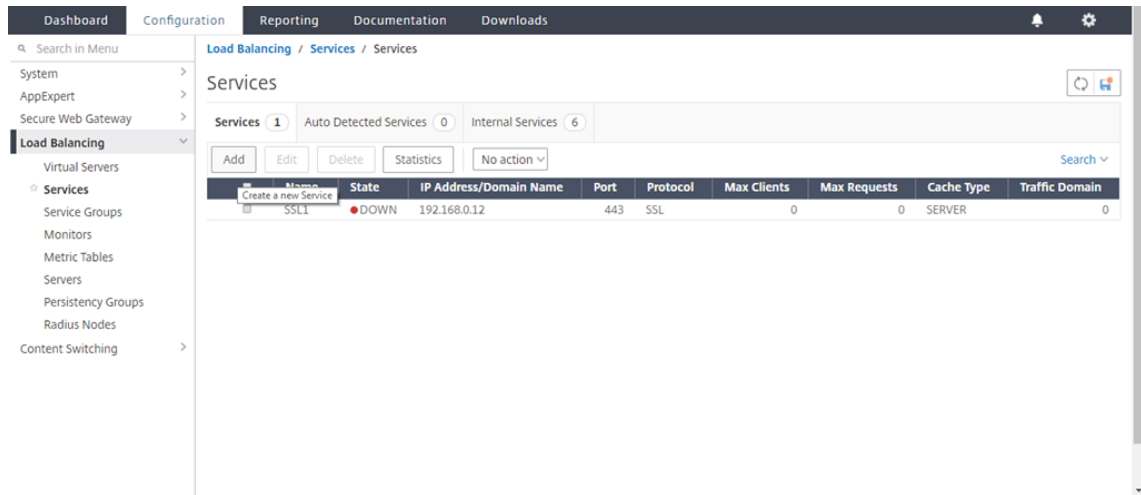 Dashboard Configuration Reporting Documentation Downloads
Search in Menu
System
AppExpert
Secure Web Gateway
Load Balancing
Virtual Servers
Services
Service Groups
Monitors
Metric Tables
Servers
Persistency Groups
Radius Nodes
Content Switching
Load Balancing / Services / Services
Services
Services 1 Auto Detected Services 0 Internal Services 6
Add Edit Delete Statistics No action Search
Name State IP Address/Domain Name Port Protocol Max Clients Max Requests Cache Type Traffic Domain
Create a new Service
SSL1 DOWN 192.168.0.12 443 SSL 0 0 SERVER 0